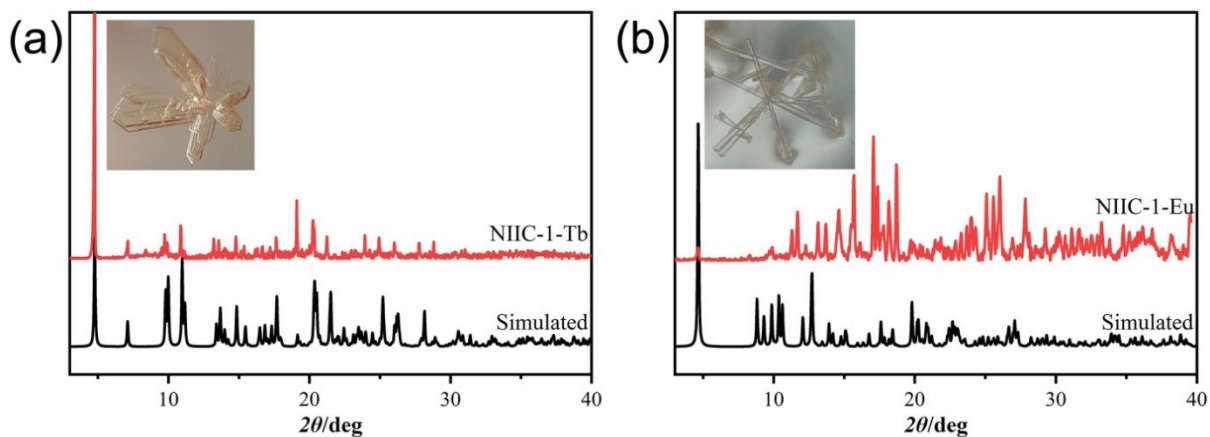 (a)
NIIC-1-Tb
Simulated
10 20 30 40
2θ/deg
(b)
NIIC-1-Eu
Simulated
10 20 30 40
2θ/deg